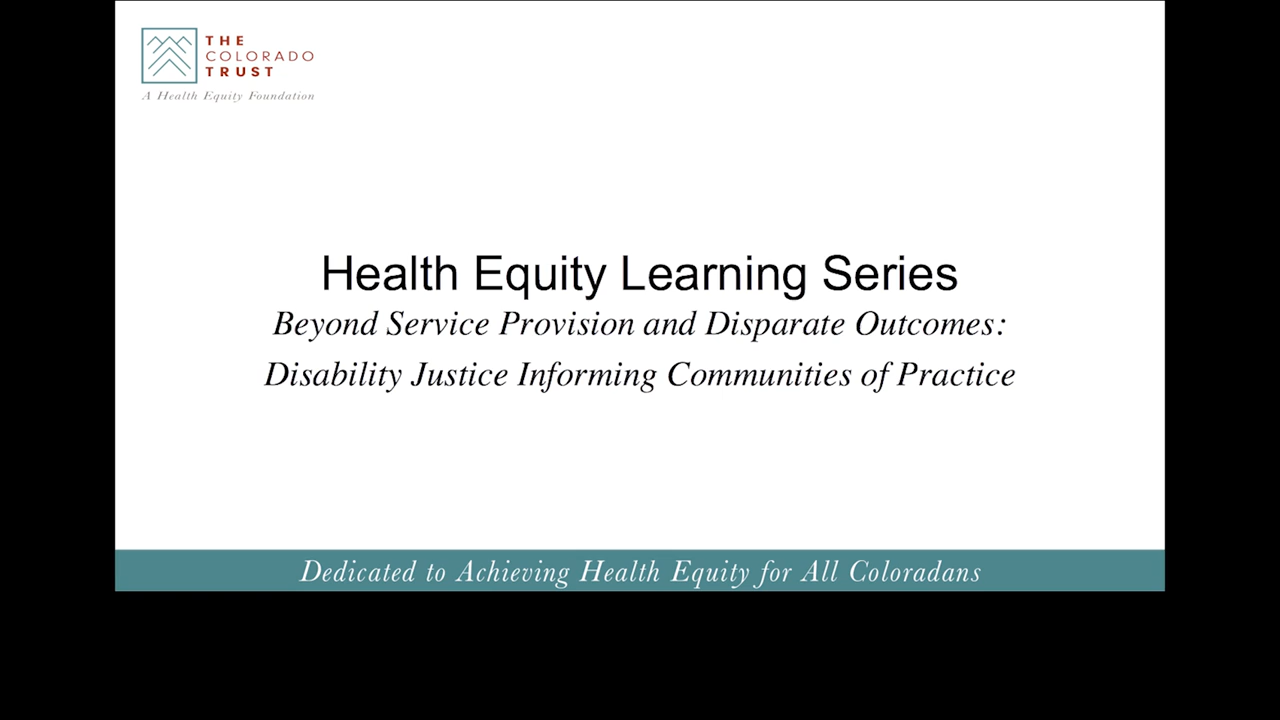 THE
COLORADO
TRUST
A Health Equity Foundation
Health Equity Learning Series
Beyond Service Provision and Disparate Outcomes:
Disability Justice Informing Communities of Practice
Dedicated to Achieving Health Equity for All Coloradans